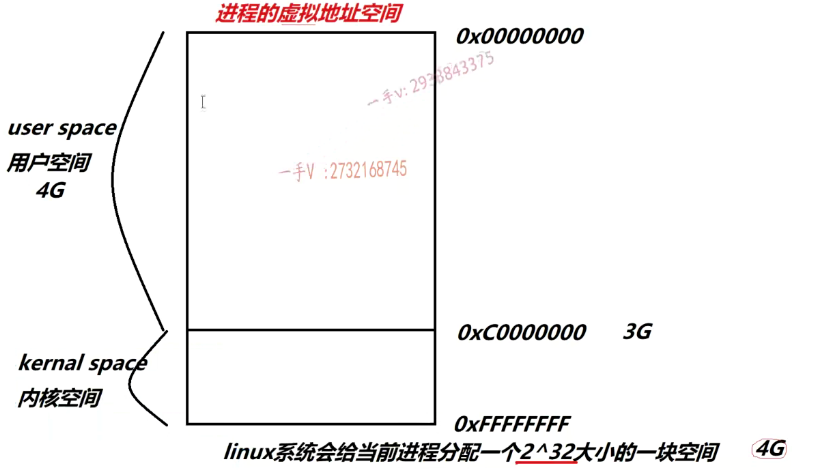 进程的虚拟地址空间
0x00000000
一手v: 2938843375
user space
用户空间
4G
一手V :2732168745
0xC0000000 3G
kernal space
内核空间
0xFFFFFFFF
linux系统会给当前进程分配一个2^32大小的一块空间 4G